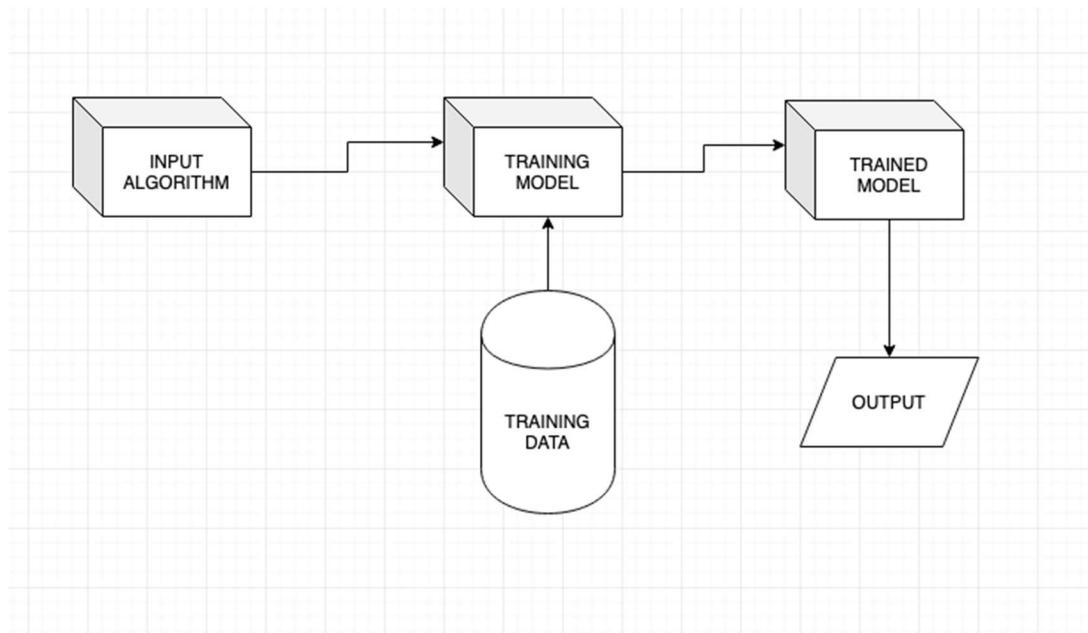 INPUT
ALGORITHM
TRAINING
MODEL
TRAINED
MODEL
TRAINING
DATA
OUTPUT